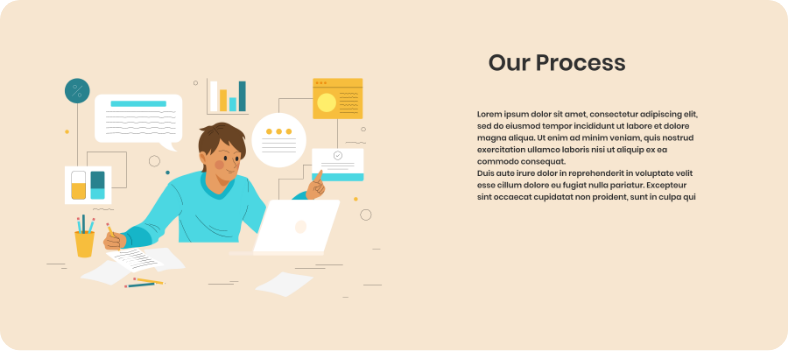 Our Process
Lorem ipsum dolor sit amet, consectetur adipiscing elit,
sed do eiusmod tempor incididunt ut labore et dolore
magna aliqua. Ut enim ad minim veniam, quis nostrud
exercitation ullamco laboris nisi ut aliquip ex ea
commodo consequat.
Duis aute irure dolor in reprehenderit in voluptate velit
esse cillum dolore eu fugiat nulla pariatur. Excepteur
sint occaecat cupidatat non proident, sunt in culpa qui